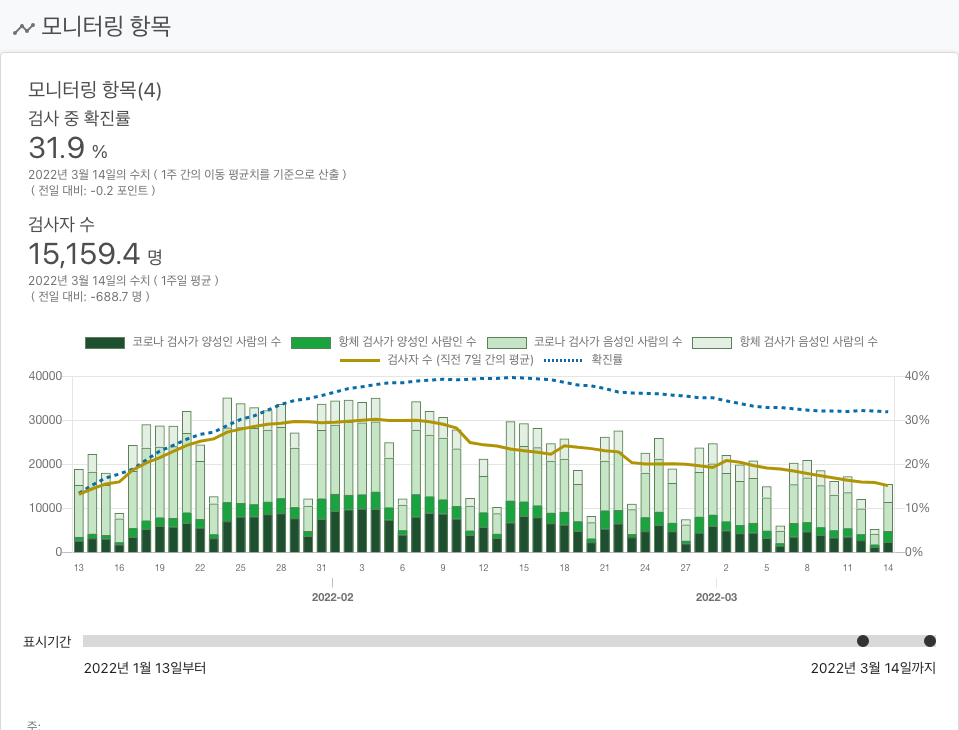 모니터링 항목
모니터링 항목(4)
검사 중 확진률
31.9 %
2022년 3월 14일의 수치 ( 1주 간의 이동 평균치를 기준으로 산출 )
( 전일 대비: -0.2 포인트 )
검사자 수
15,159.4 명
2022년 3월 14일의 수치 ( 1주일 평균 )
( 전일 대비: -688.7 명 )
코로나 검사가 양성인 사람의 수 항체 검사가 양성인 사람인 수 코로나 검사가 음성인 사람의 수 항체 검사가 음성인 사람의 수
검사자 수 (직전 7일 간의 평균) 확진률
40000 40%
30000 30%
20000 20%
10000 10%
0 0%
13 16 19 22 25 28 31 3 6 9 12 15 18 21 24 27 2 5 8 11 14
2022-02 2022-03
표시기간
2022년 1월 13일부터 2022년 3월 14일까지
주: